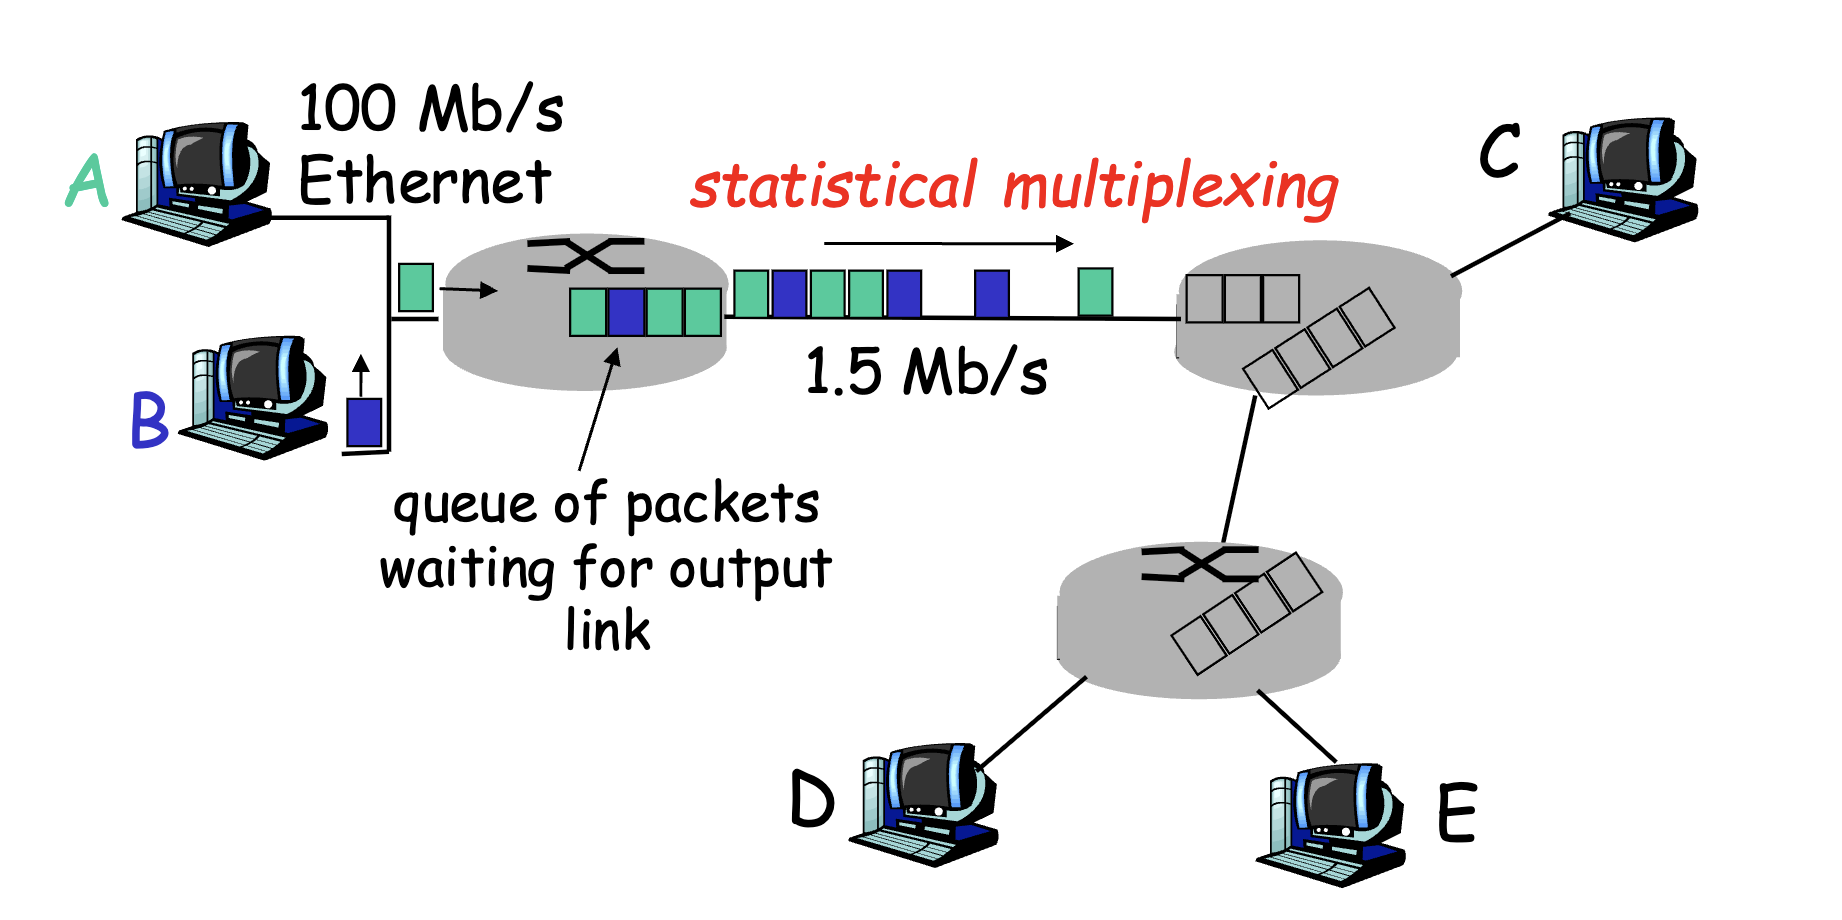 100 Mb/s
Ethernet
A
statistical multiplexing
C
1.5 Mb/s
B
queue of packets
waiting for output
link
D
E